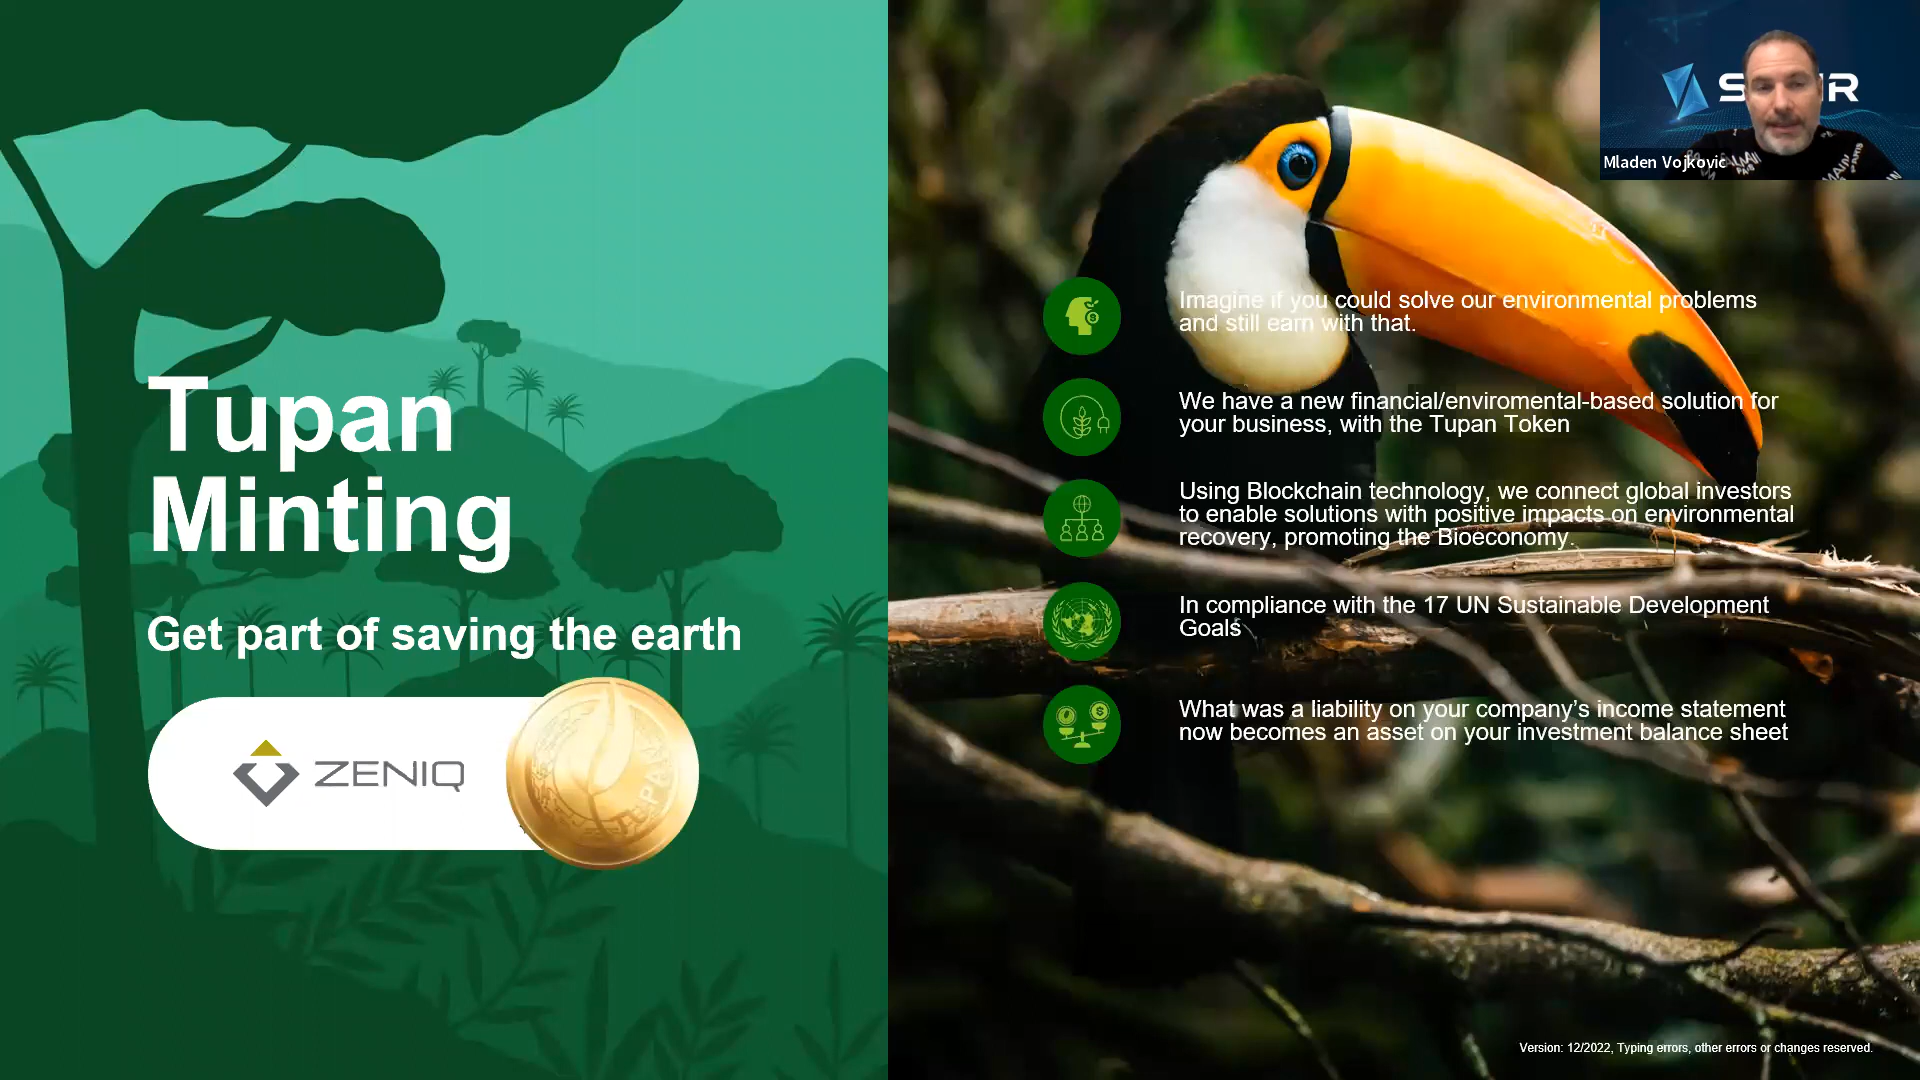 Tupan
Minting
Get part of saving the earth
ZENIQ
TUPAN
Imagine if you could solve our environmental problems
and still earn with that.
We have a new financial/enviromental-based solution for
your business, with the Tupan Token
Using Blockchain technology, we connect global investors
to enable solutions with positive impacts on environmental
recovery, promoting the Bioeconomy.
In compliance with the 17 UN Sustainable Development
Goals
What was a liability on your company’s income statement
now becomes an asset on your investment balance sheet
Mladen Vojkovic
Version: 12/2022, Typing errors, other errors or changes reserved.